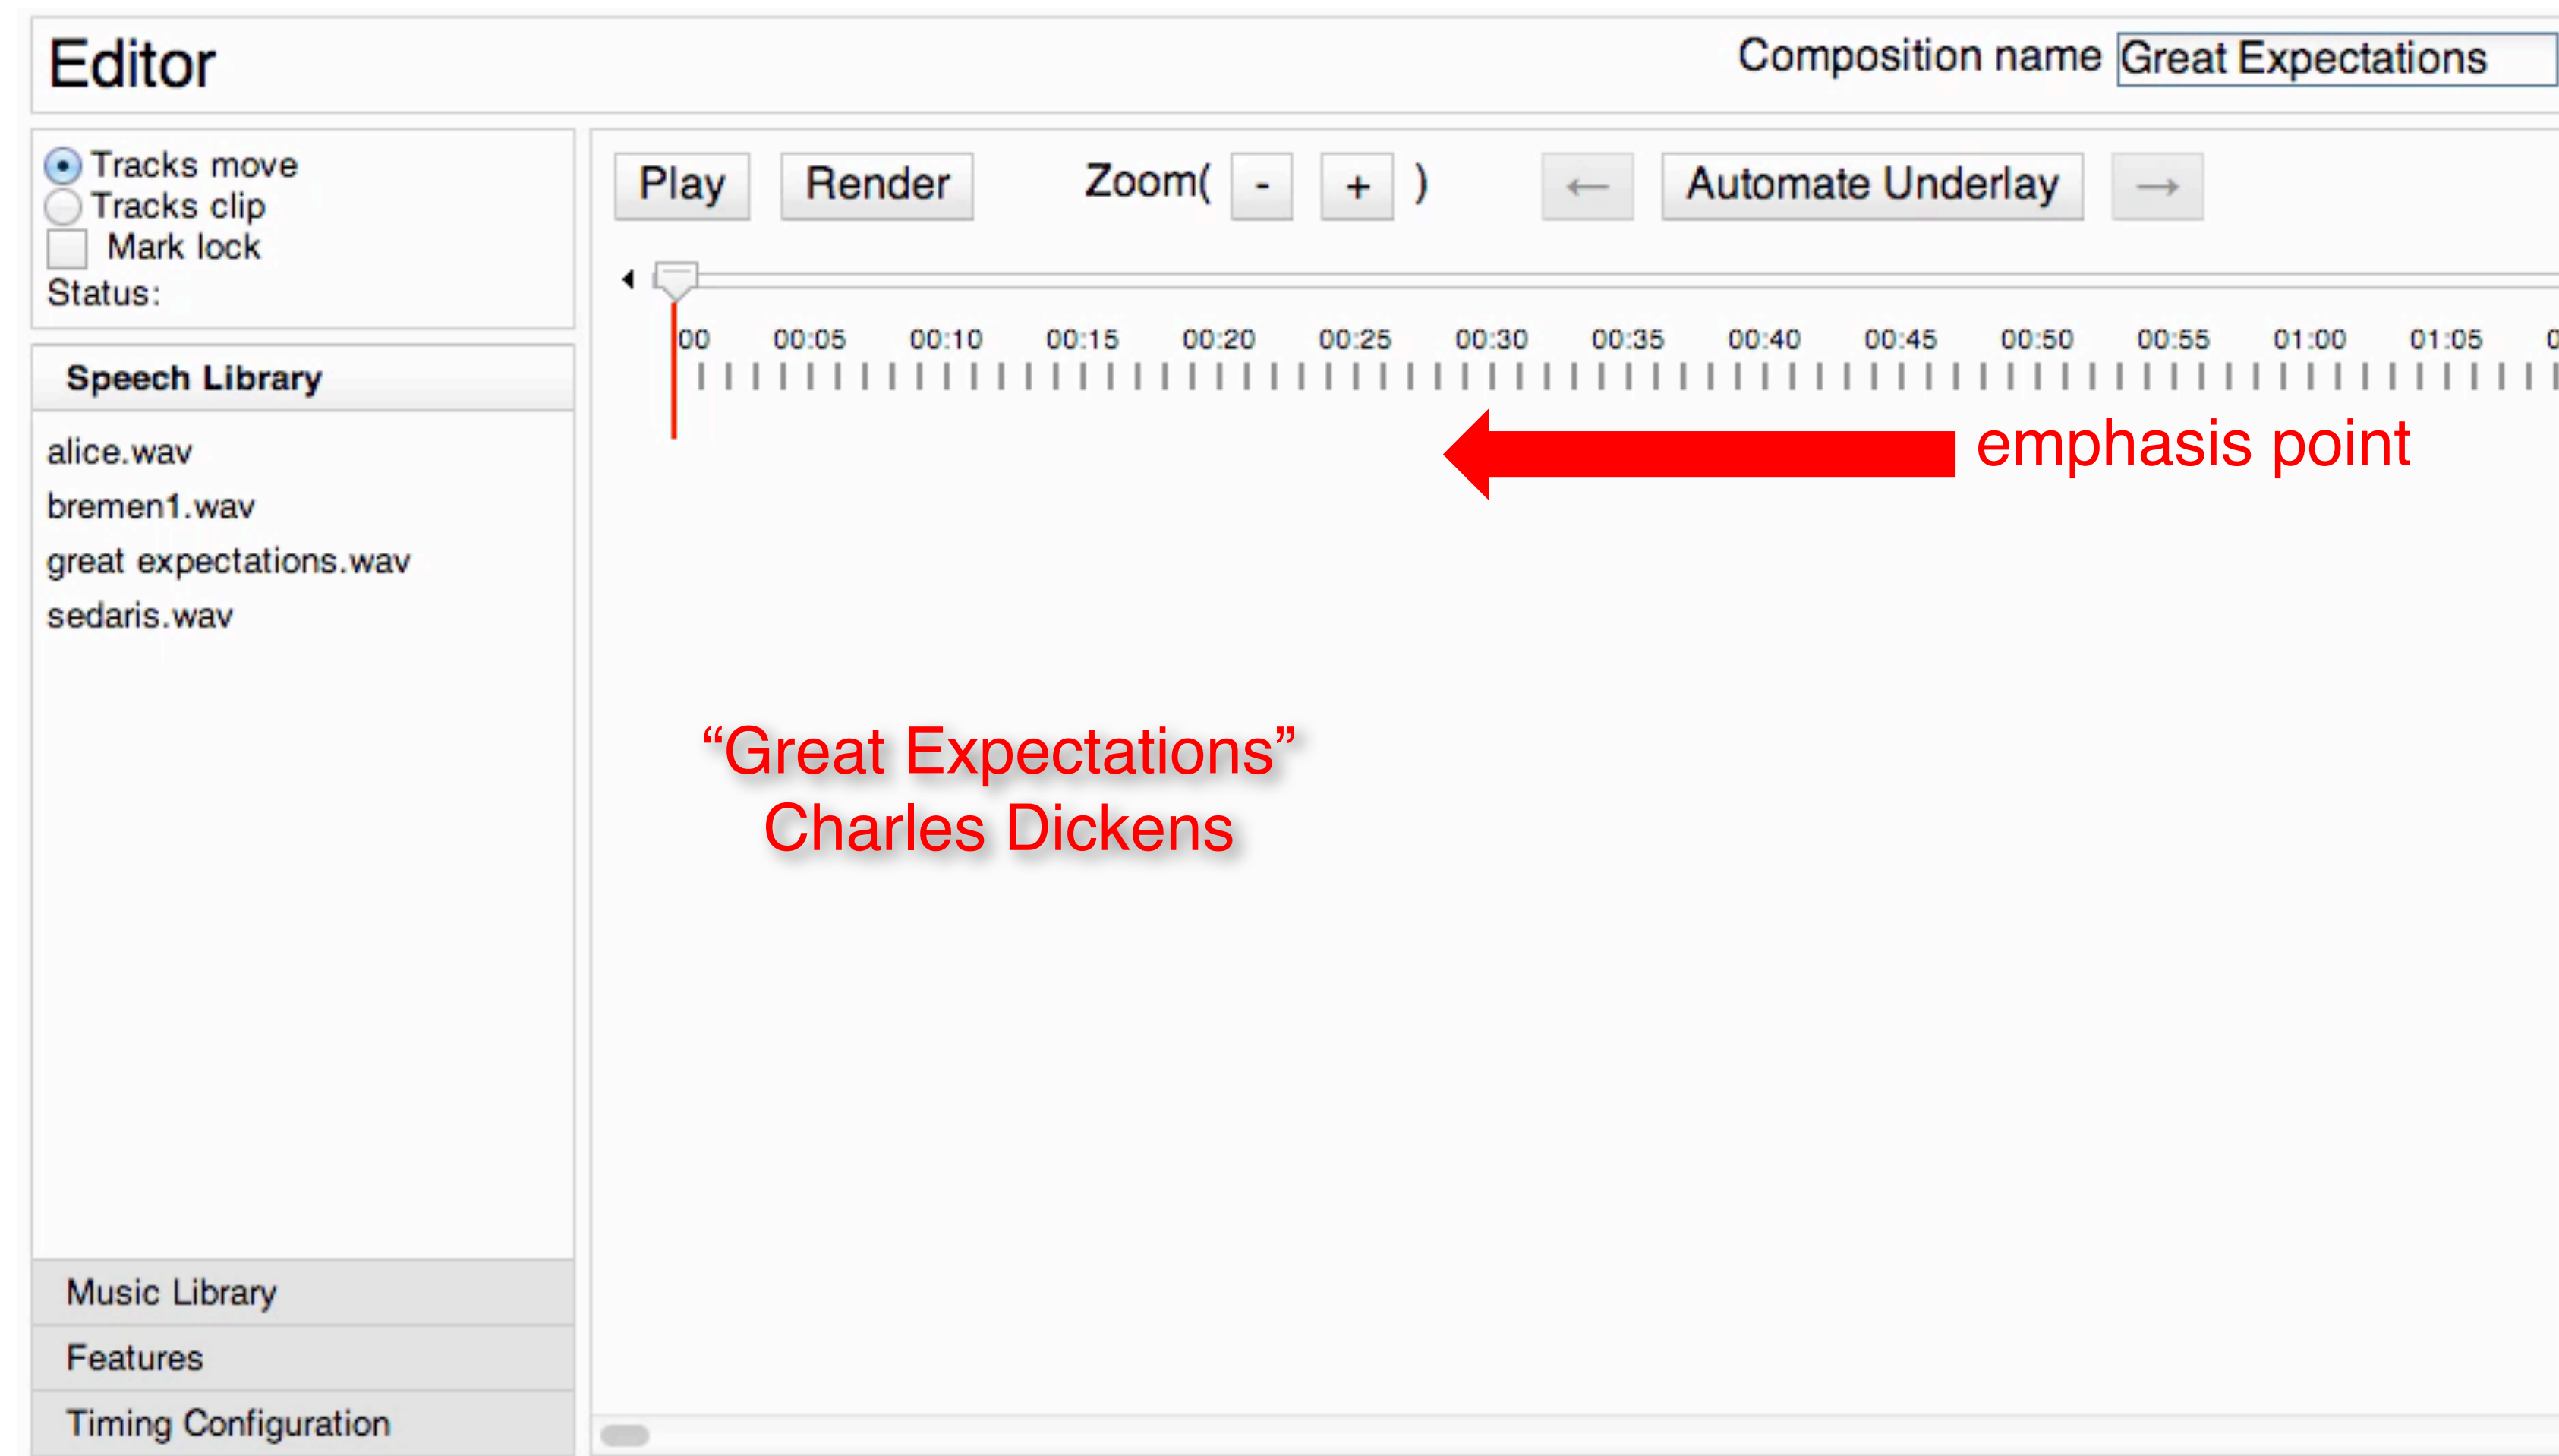 Editor
Composition name Great Expectations
Tracks move
Tracks clip
Mark lock
Status:
Play Render Zoom( - + ) ← Automate Underlay →
00 00:05 00:10 00:15 00:20 00:25 00:30 00:35 00:40 00:45 00:50 00:55 01:00 01:05
Speech Library
emphasis point
alice.wav
bremen1.wav
great expectations.wav
sedaris.wav
“Great Expectations”
Charles Dickens
Music Library
Features
Timing Configuration